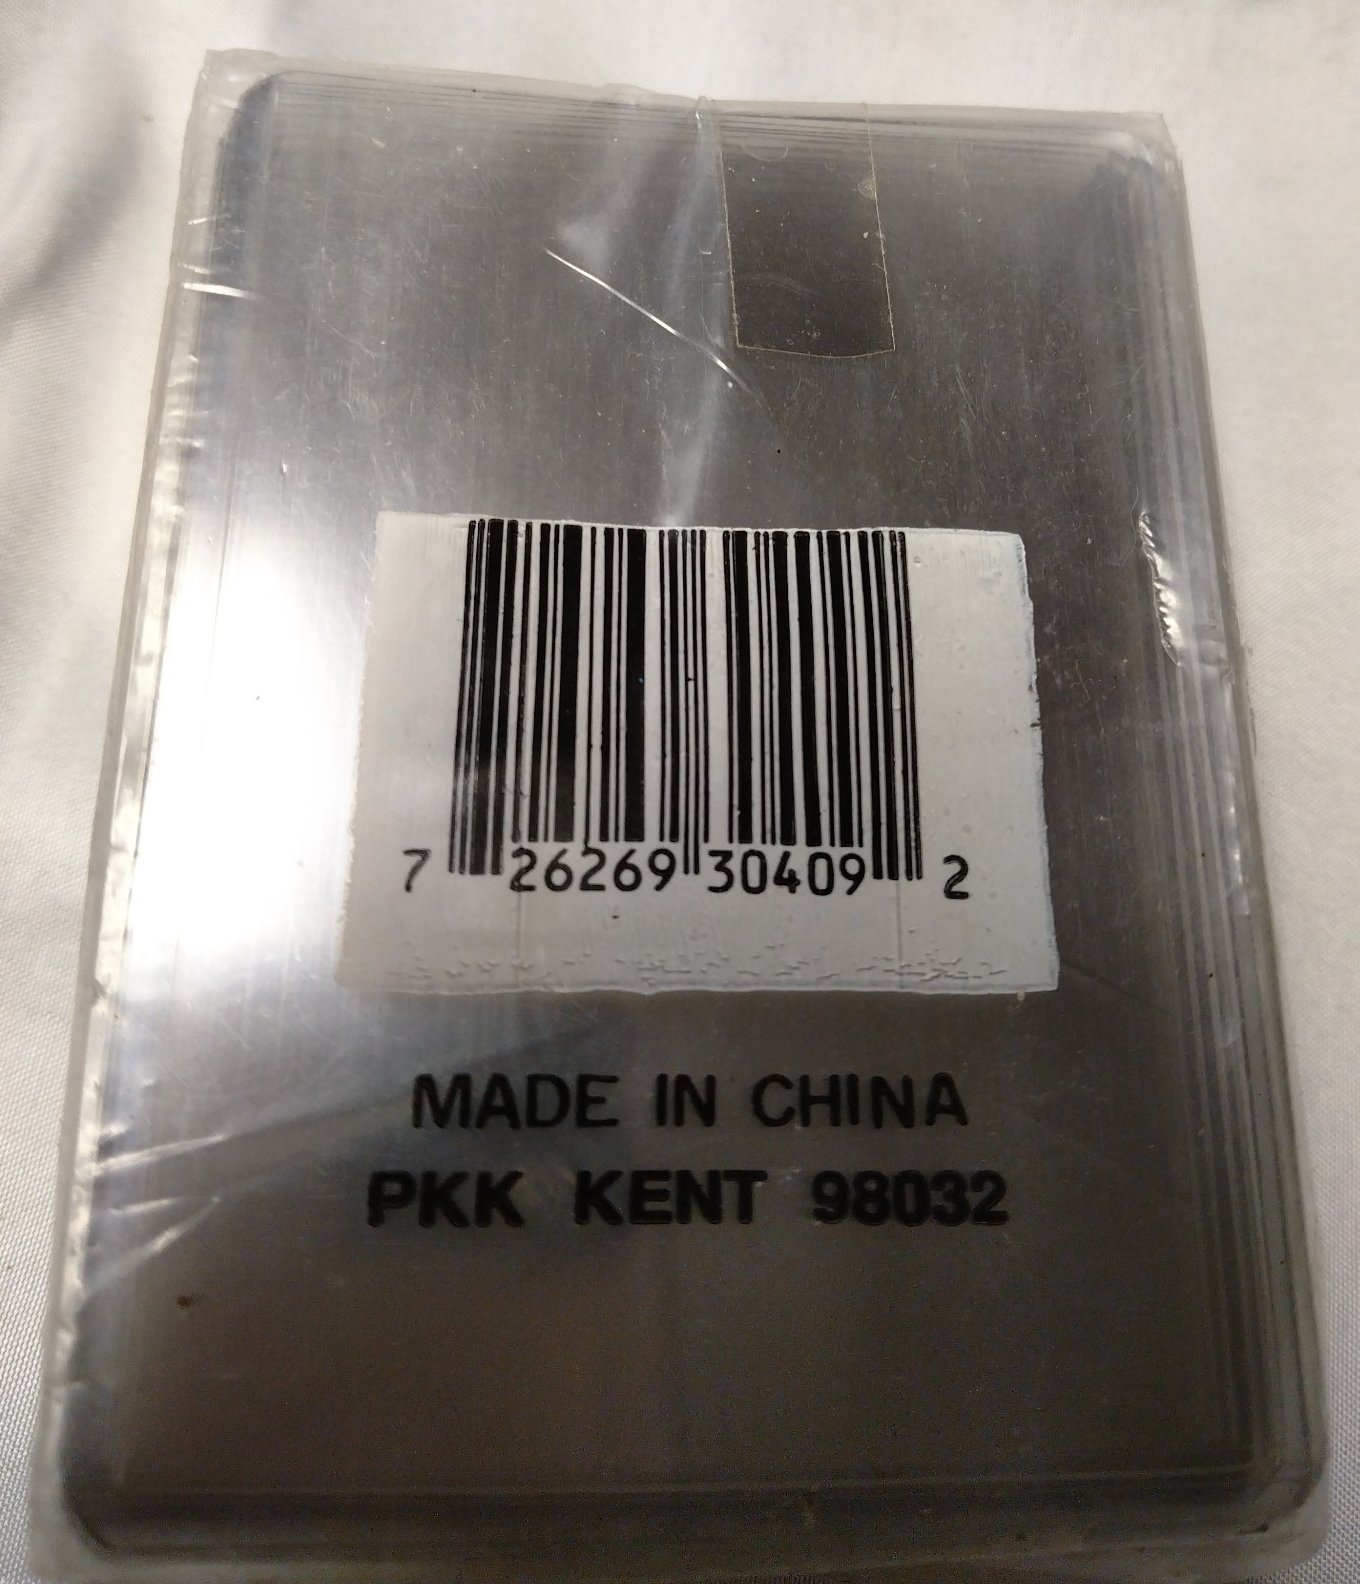 7 26269 30409 2
MADE IN CHINA
PKK KENT 98032